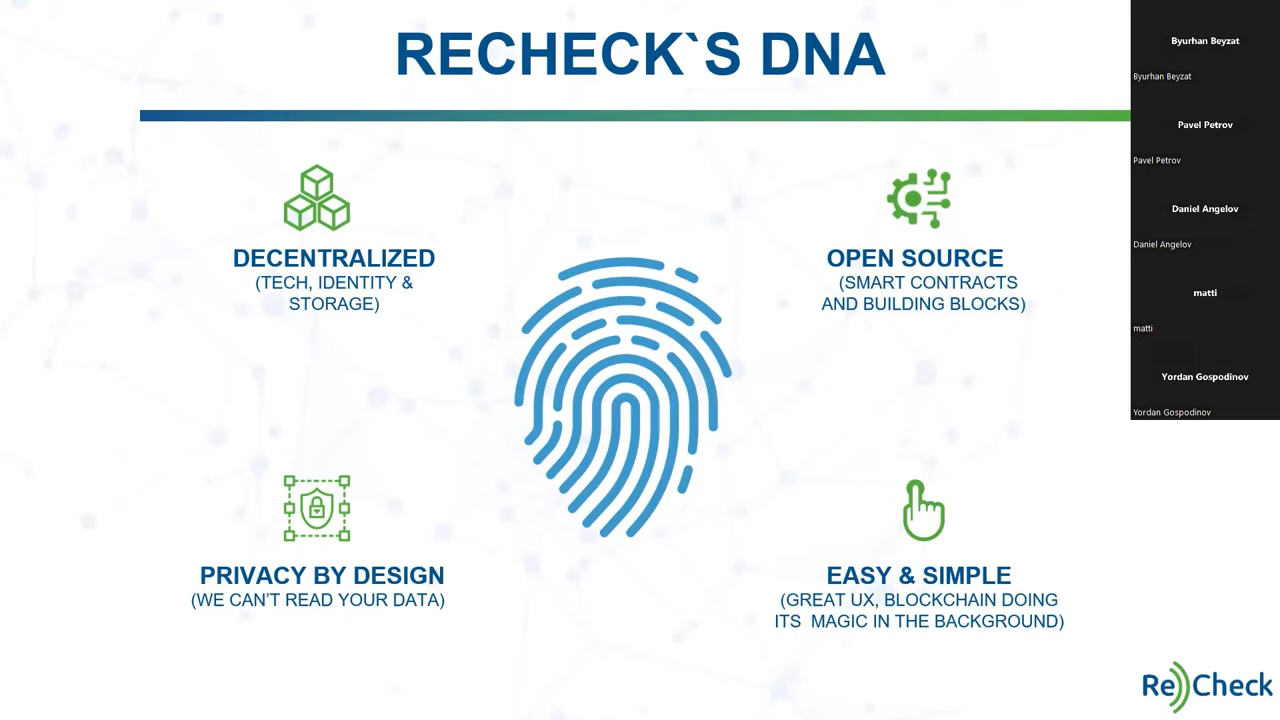 RECHECK`S DNA
DECENTRALIZED
(TECH, IDENTITY &
STORAGE)
OPEN SOURCE
(SMART CONTRACTS
AND BUILDING BLOCKS)
PRIVACY BY DESIGN
(WE CAN'T READ YOUR DATA)
EASY & SIMPLE
(GREAT UX, BLOCKCHAIN DOING
ITS  MAGIC IN THE BACKGROUND)
Re Check
Byurhan Beyzat
Byurhan Beyzat
Pavel Petrov
Pavel Petrov
Daniel Angelov
Daniel Angelov
matti
matti
Yordan Gospodinov
Yordan Gospodinov